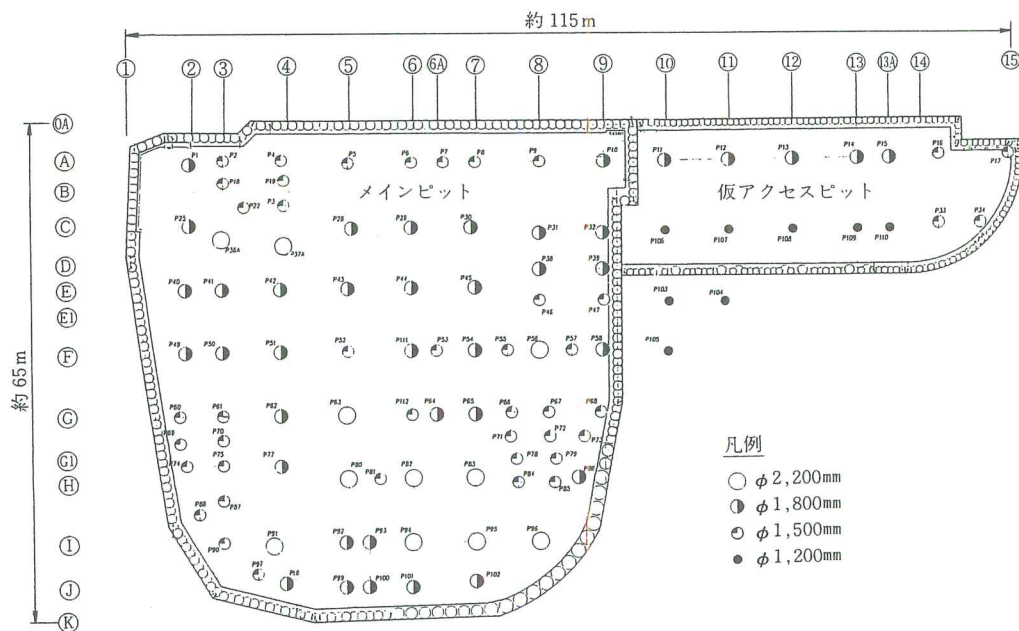 約 115m
① ② ③ ④ ⑤ ⑥ 6A ⑦ ⑧ ⑨ ⑩ ⑪ ⑫ ⑬ 13A ⑭ ⑮
約 65m
0A
A
P1 P2 P4 P5 P6 P7 P8 P9 P10 P11 P12 P13 P14 P15 P16 P17
B
P18 P19
メインピット
仮アクセスピット
P22 P3
P33 P34
C
P25 P28 P29 P30 P31 P32
P106 P107 P108 P109 P110
P36A P37A
D
P38 P39
E
P40 P41 P42 P43 P44 P45
P46 P47
P103 P104
E1
F
P49 P50 P51 P52 P111 P53 P54 P55 P56 P57 P58
P105
G
P60 P61 P62 P63 P112 P64 P65 P66 P67 P68
P69 P70 P71 P72 P73
G1
P74 P75 P77 P78 P79
H
P80 P81 P82 P83 P84 P85 P86
P88 P87
I
P90 P91 P92 P93 P94 P95 P96
P97
J
P99 P100 P101 P102
K
凡例
φ2,200mm
φ1,800mm
φ1,500mm
φ1,200mm